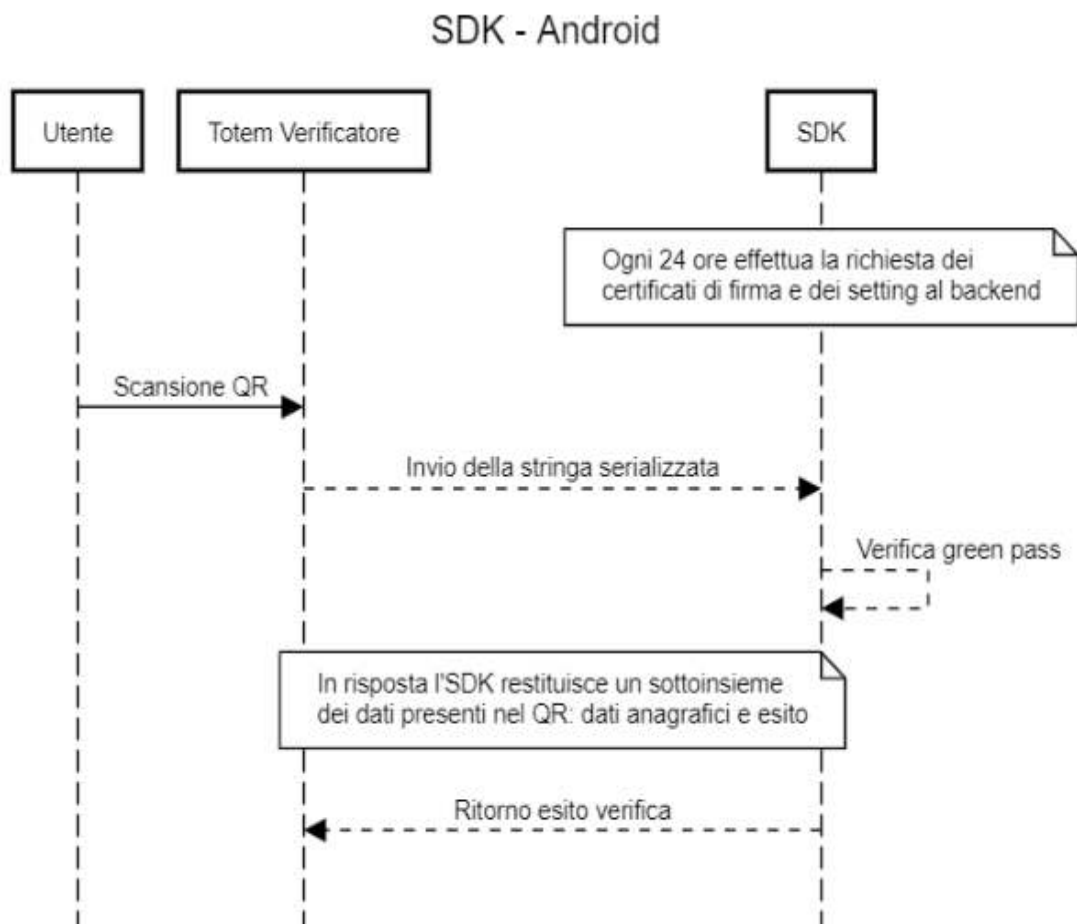 SDK - Android
Utente
Totem Verificatore
SDK
Ogni 24 ore effettua la richiesta dei
certificati di firma e dei setting al backend
Scansione QR
Invio della stringa serializzata
Verifica green pass
In risposta l'SDK restituisce un sottoinsieme
dei dati presenti nel QR: dati anagrafici e esito
Ritorno esito verifica